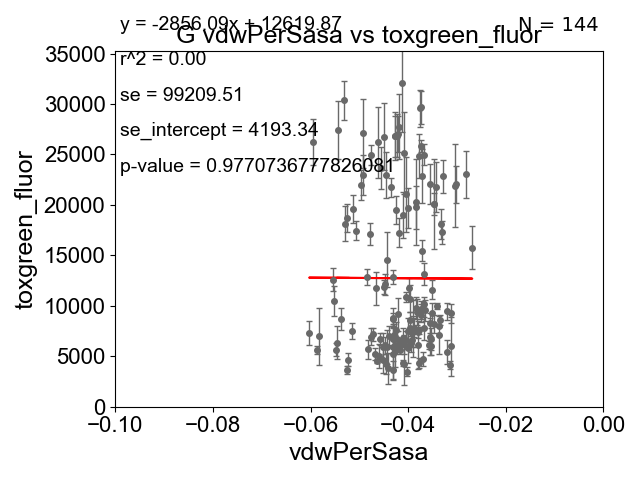 y = -2856.09x + 12619.87
N = 144
G vdwPerSasa vs toxgreen_fluor
r^2 = 0.00
se = 99209.51
se_intercept = 4193.34
p-value = 0.9770736777826081
35000
30000
25000
20000
15000
10000
5000
0
toxgreen_fluor
−0.10 −0.08 −0.06 −0.04 −0.02 0.00
vdwPerSasa